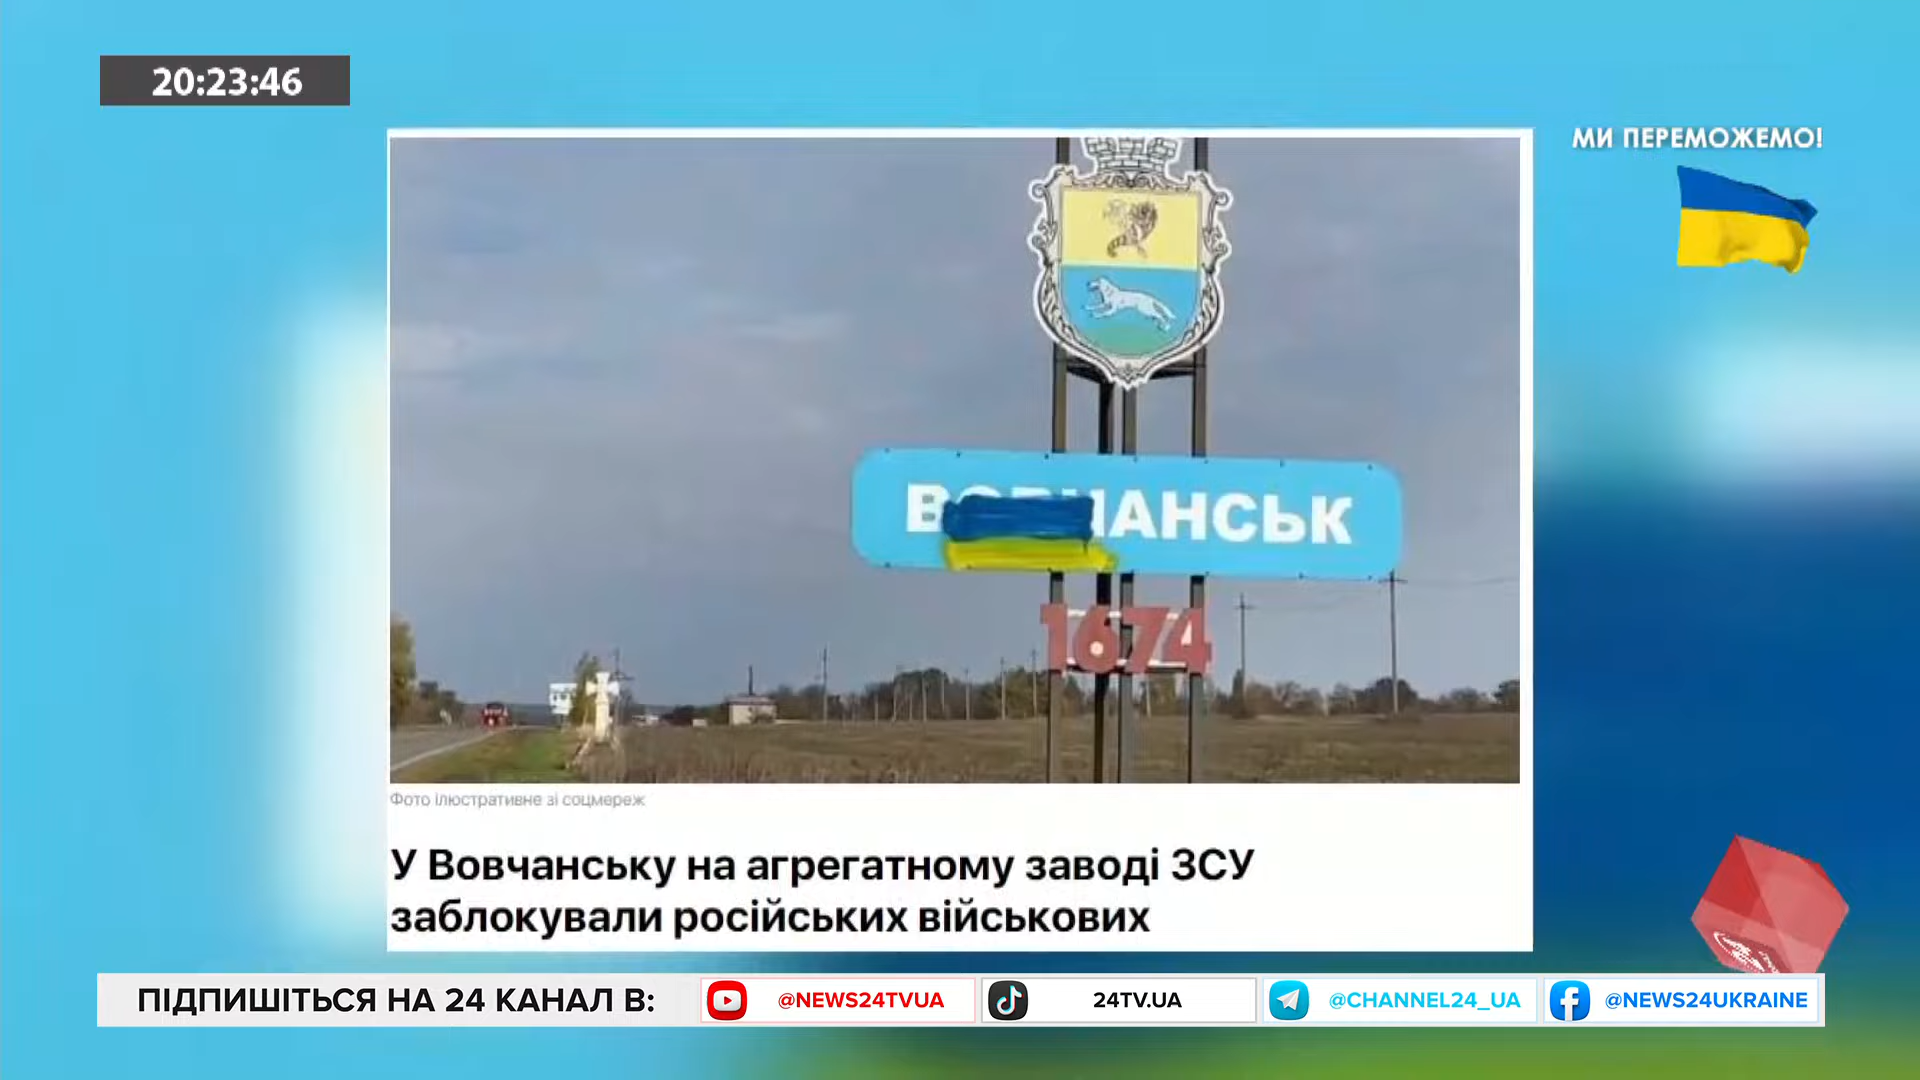 20:23:46
МИ ПЕРЕМОЖЕМО!
ВОВЧАНСЬК
1674
Фото ілюстративне зі соцмереж
У Вовчанську на агрегатному заводі ЗСУ
заблокували російських військових
ПІДПИШІТЬСЯ НА 24 КАНАЛ В:
@NEWS24TVUA
24TV.UA
@CHANNEL24_UA
@NEWS24UKRAINE